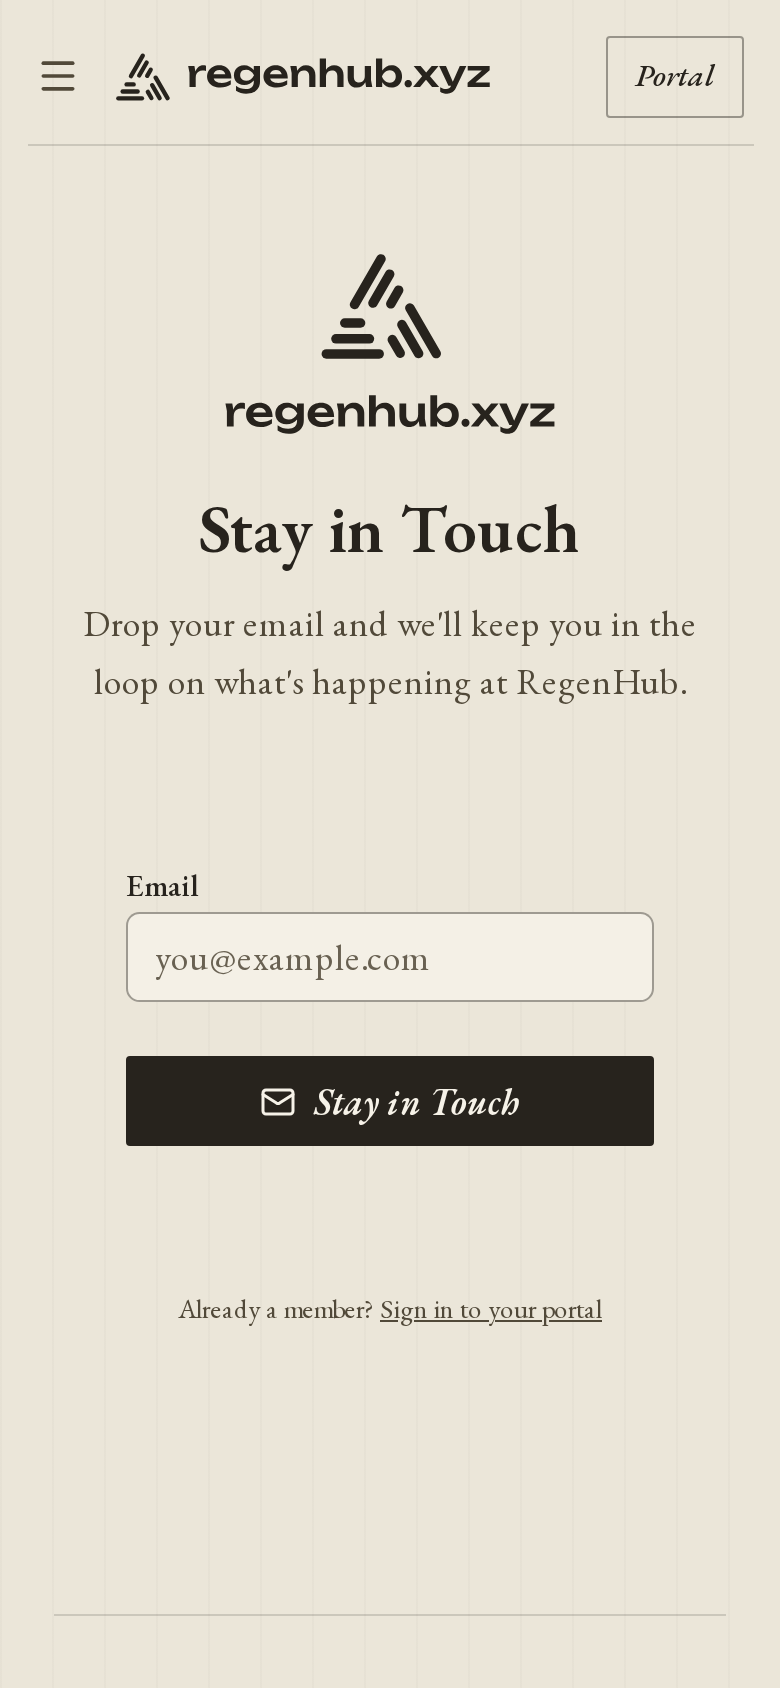 regenhub.xyz
Portal
regenhub.xyz
Stay in Touch
Drop your email and we'll keep you in the
loop on what's happening at RegenHub.
Email
you@example.com
Stay in Touch
Already a member? Sign in to your portal